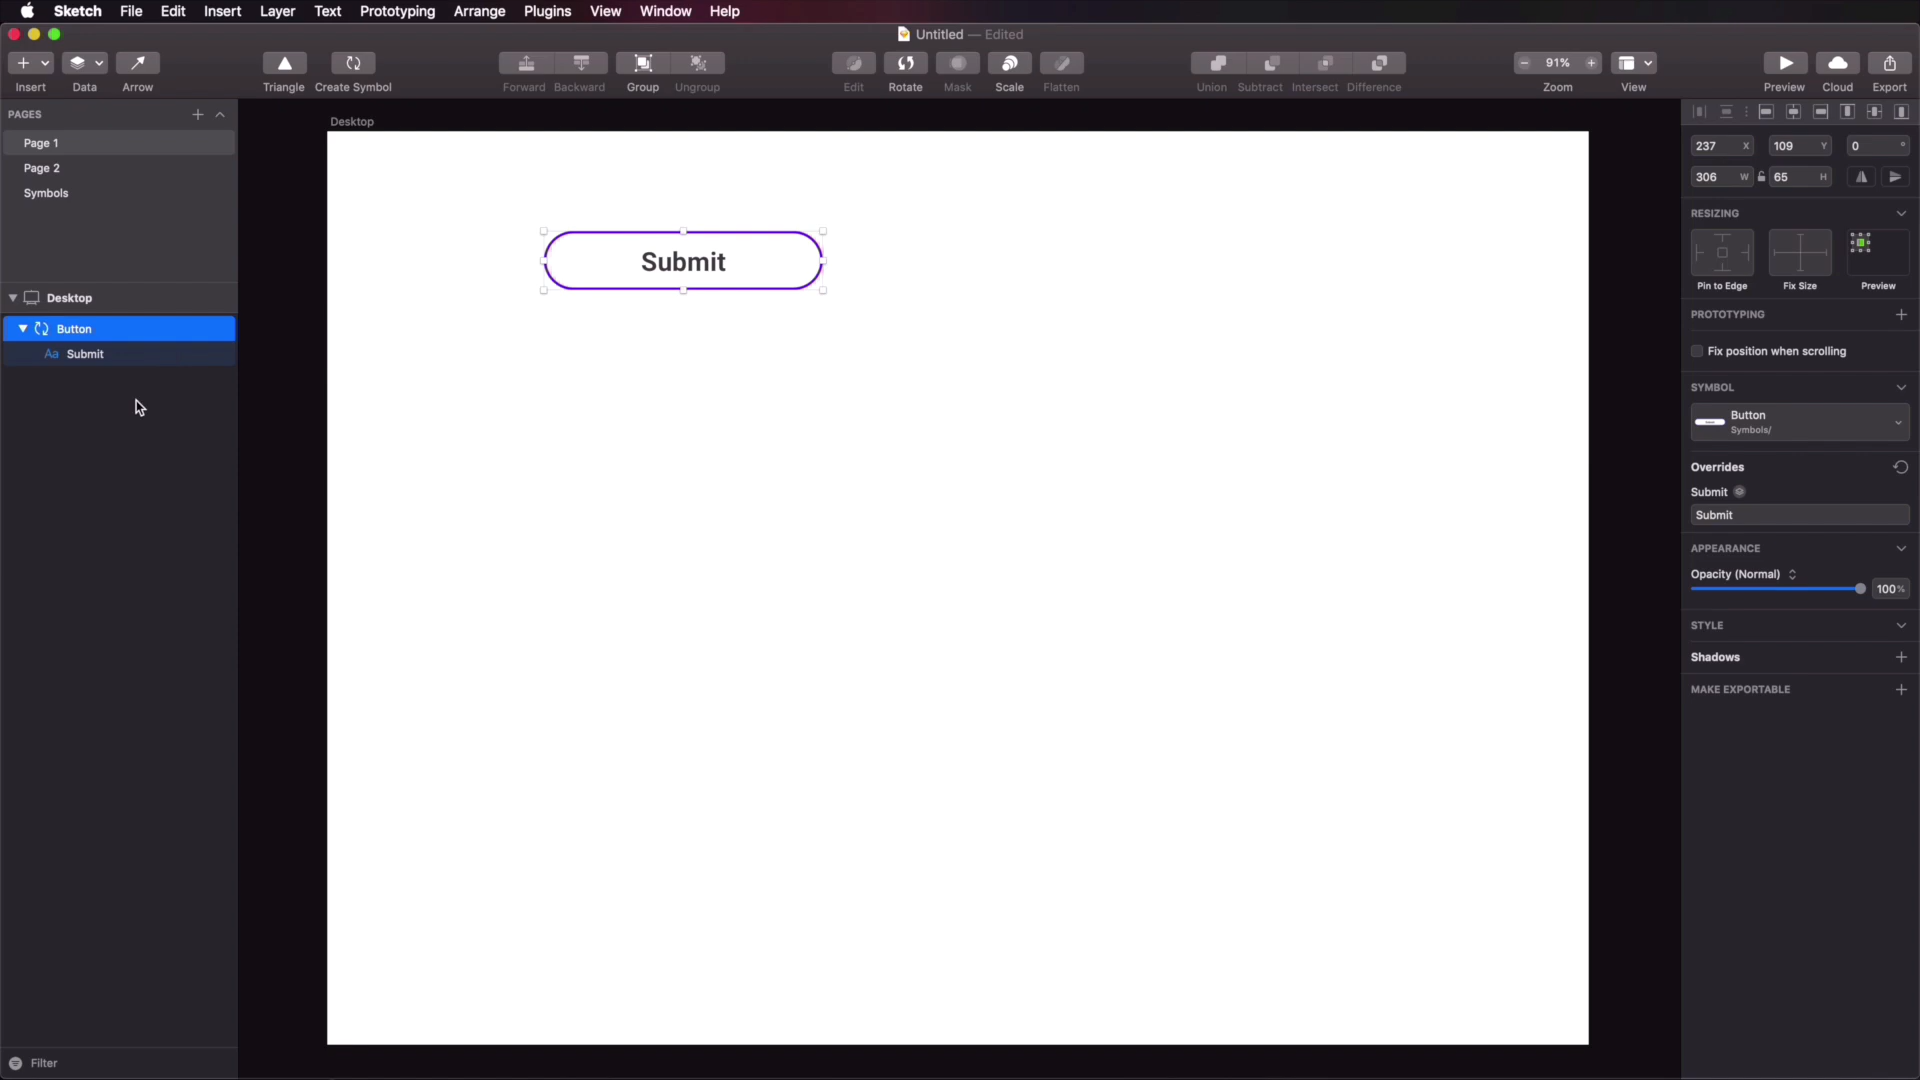 Sketch File Edit Insert Layer Text Prototyping Arrange Plugins View Window Help
Untitled — Edited
91%
Insert Data Arrow Triangle Create Symbol Forward Backward Group Ungroup Edit Rotate Mask Scale Flatten Union Subtract Intersect Difference Zoom View Preview Cloud Export
PAGES
Page 1
Page 2
Symbols
Desktop
Button
Aa Submit
Filter
Desktop
Submit
237 X 109 Y 0 °
306 W 65 H
RESIZING
Pin to Edge Fix Size Preview
PROTOTYPING
Fix position when scrolling
SYMBOL
Button
Symbols/
Overrides
Submit
Submit
APPEARANCE
Opacity (Normal)
100%
STYLE
Shadows
MAKE EXPORTABLE